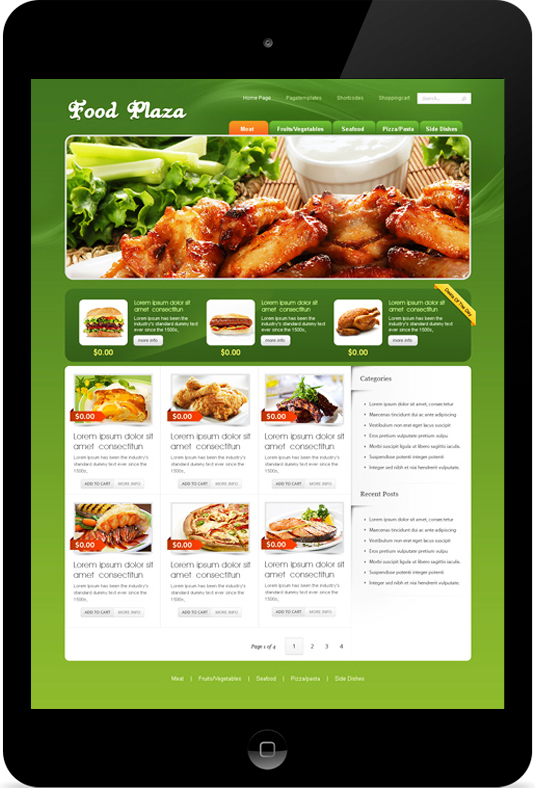 Food Plaza
Home Page Pagetemplates Shortcodes Shoppingcart Search...
Meat Fruits/Vegetables Seafood Pizza/Pasta Side Dishes
Lorem ipsum dolor sit
amet consectitun
Lorem ipsum dolor sit
amet consectitun
Lorem ipsum dolor sit
amet consectitun
Lorem ipsum has been the
industry's standard dummy text
ever since the 1500s,
Lorem ipsum has been the
industry's standard dummy text
ever since the 1500s,
Lorem ipsum has been the
industry's standard dummy text
ever since the 1500s,
more info more info more info
$0.00 $0.00 $0.00
$0.00 $0.00 $0.00
Lorem ipsum dolor sit
amet consectitun
Lorem ipsum has been the industry's
standard dummy text ever since the
1500s,
ADD TO CART MORE INFO
Lorem ipsum dolor sit
amet consectitun
Lorem ipsum has been the industry's
standard dummy text ever since the
1500s,
ADD TO CART MORE INFO
Lorem ipsum dolor sit
amet consectitun
Lorem ipsum has been the industry's
standard dummy text ever since the
1500s,
ADD TO CART MORE INFO
$0.00 $0.00 $0.00
Lorem ipsum dolor sit
amet consectitun
Lorem ipsum has been the industry's
standard dummy text ever since the
1500s,
ADD TO CART MORE INFO
Lorem ipsum dolor sit
amet consectitun
Lorem ipsum has been the industry's
standard dummy text ever since the
1500s,
ADD TO CART MORE INFO
Lorem ipsum dolor sit
amet consectitun
Lorem ipsum has been the industry's
standard dummy text ever since the
1500s,
ADD TO CART MORE INFO
Categories
Lorem ipsum dolor sit amet, consectetur
Maecenas tincidunt dui ac ante adipiscing
Vestibulum non erat eget lacus suscipit
Eros pretium vulputate pretium vulpu
Morbi suscipit ligula ut libero sagittis iaculis.
Suspendisse potenti integer potenti
Integer sed nibh et nisi hendrerit vulputate.
Recent Posts
Lorem ipsum dolor sit amet, consectetur
Maecenas tincidunt dui ac ante adipiscing
Vestibulum non erat eget lacus suscipit
Eros pretium vulputate pretium vulpu
Morbi suscipit ligula ut libero sagittis iaculis.
Suspendisse potenti integer potenti
Integer sed nibh et nisi hendrerit vulputate.
Page 1 of 4 1 2 3 4
Meat | Fruits/Vegetables | Seafood | Pizza/pasta | Side Dishes